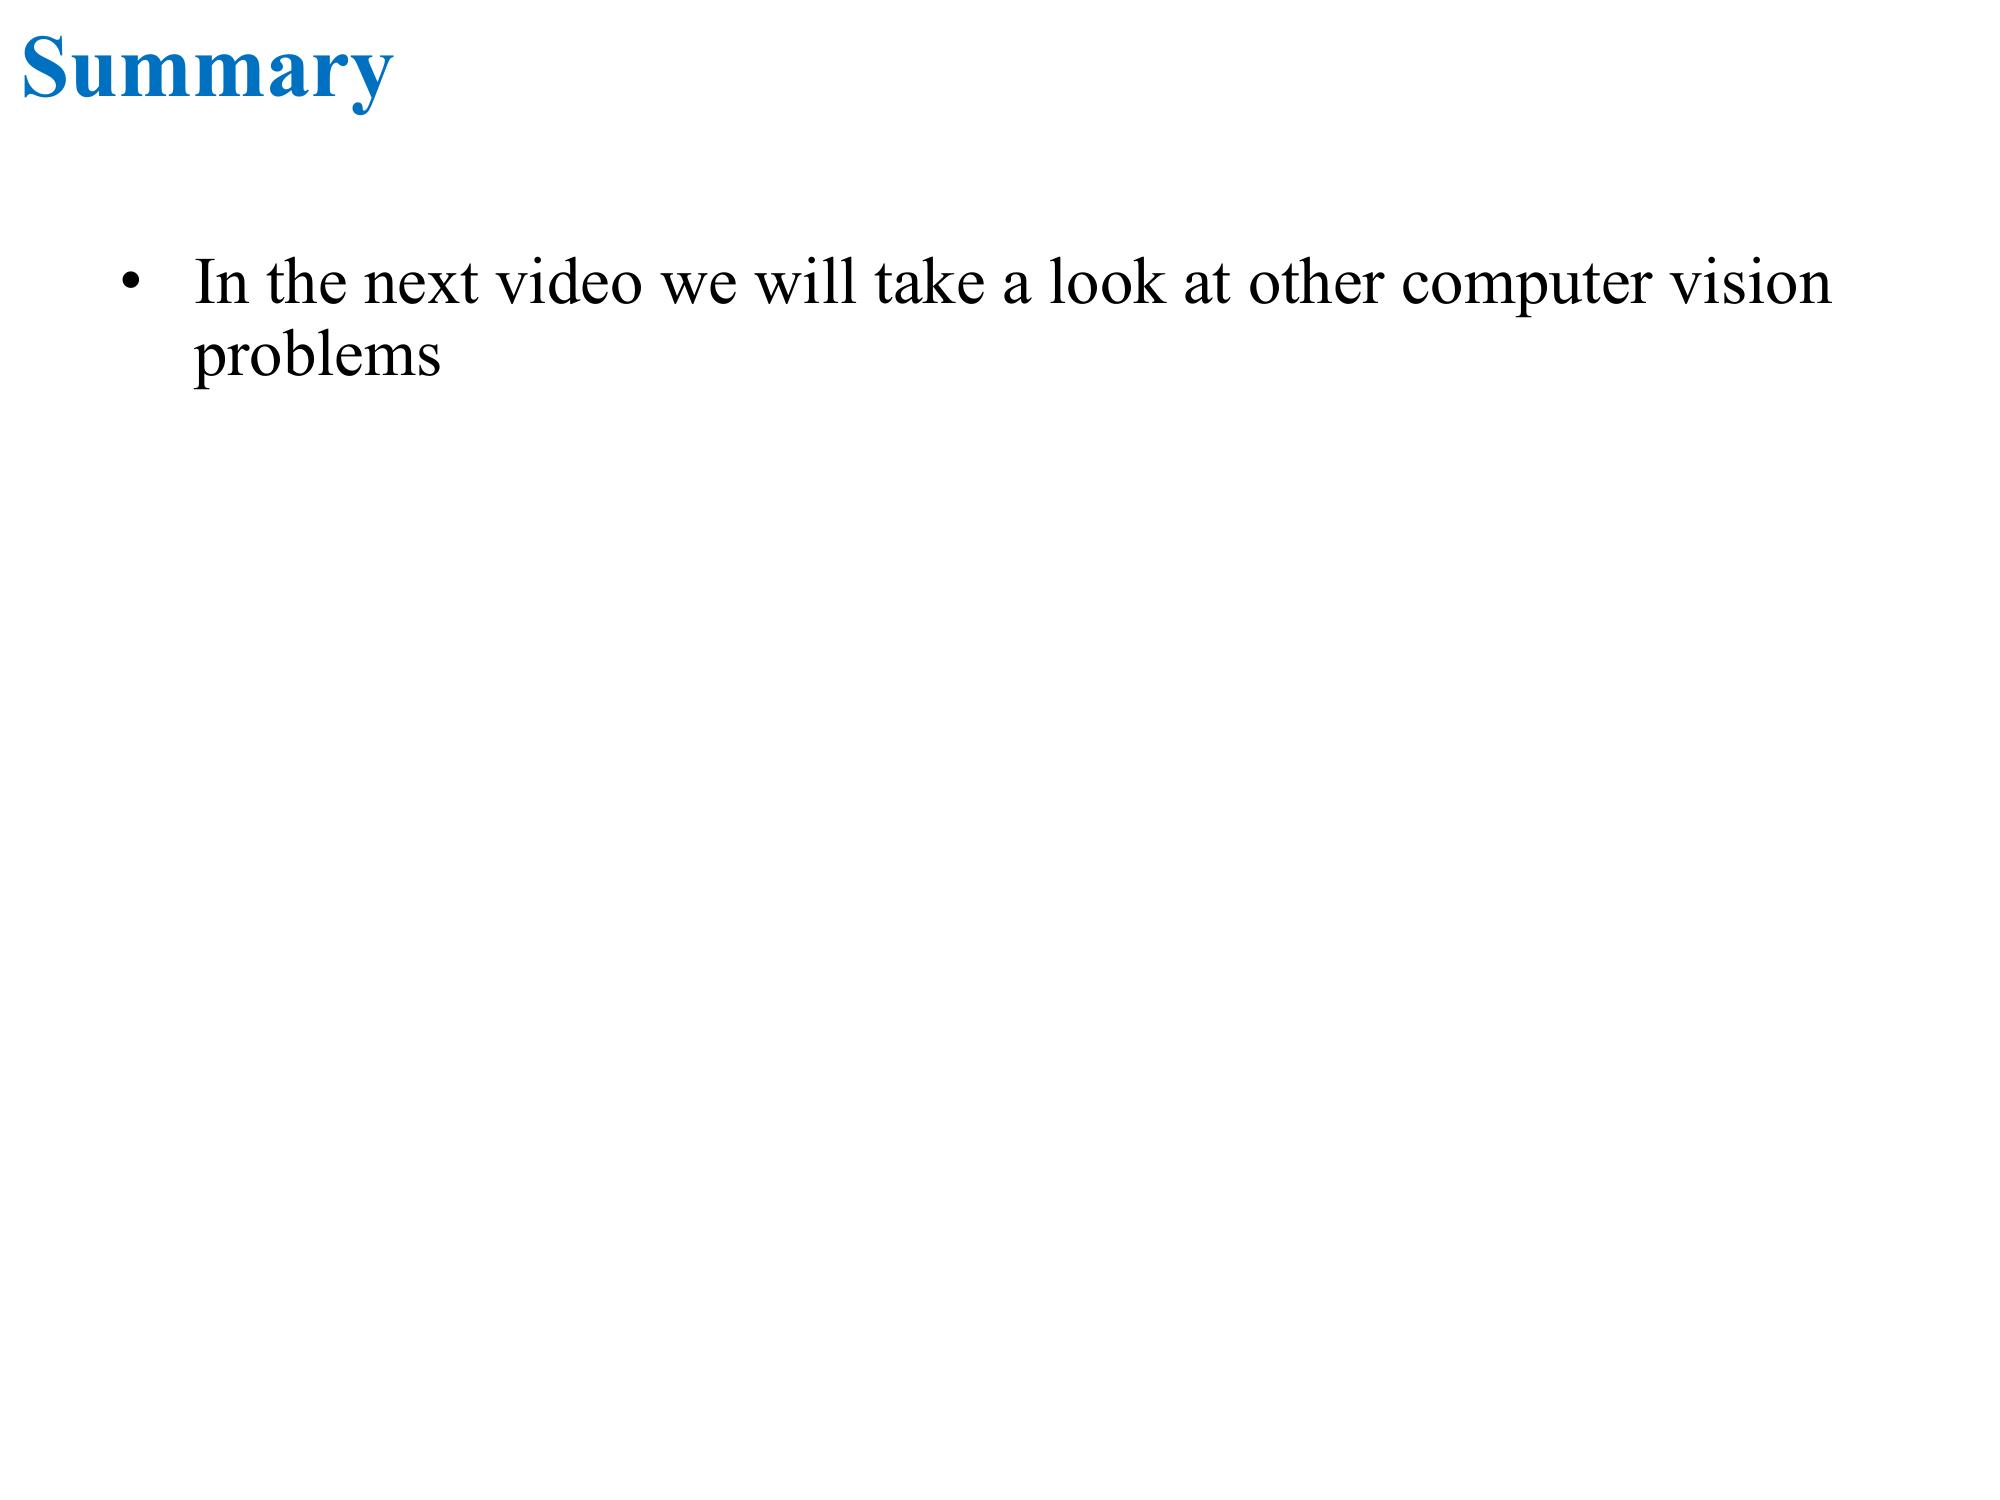 Summary
• In the next video we will take a look at other computer vision
problems